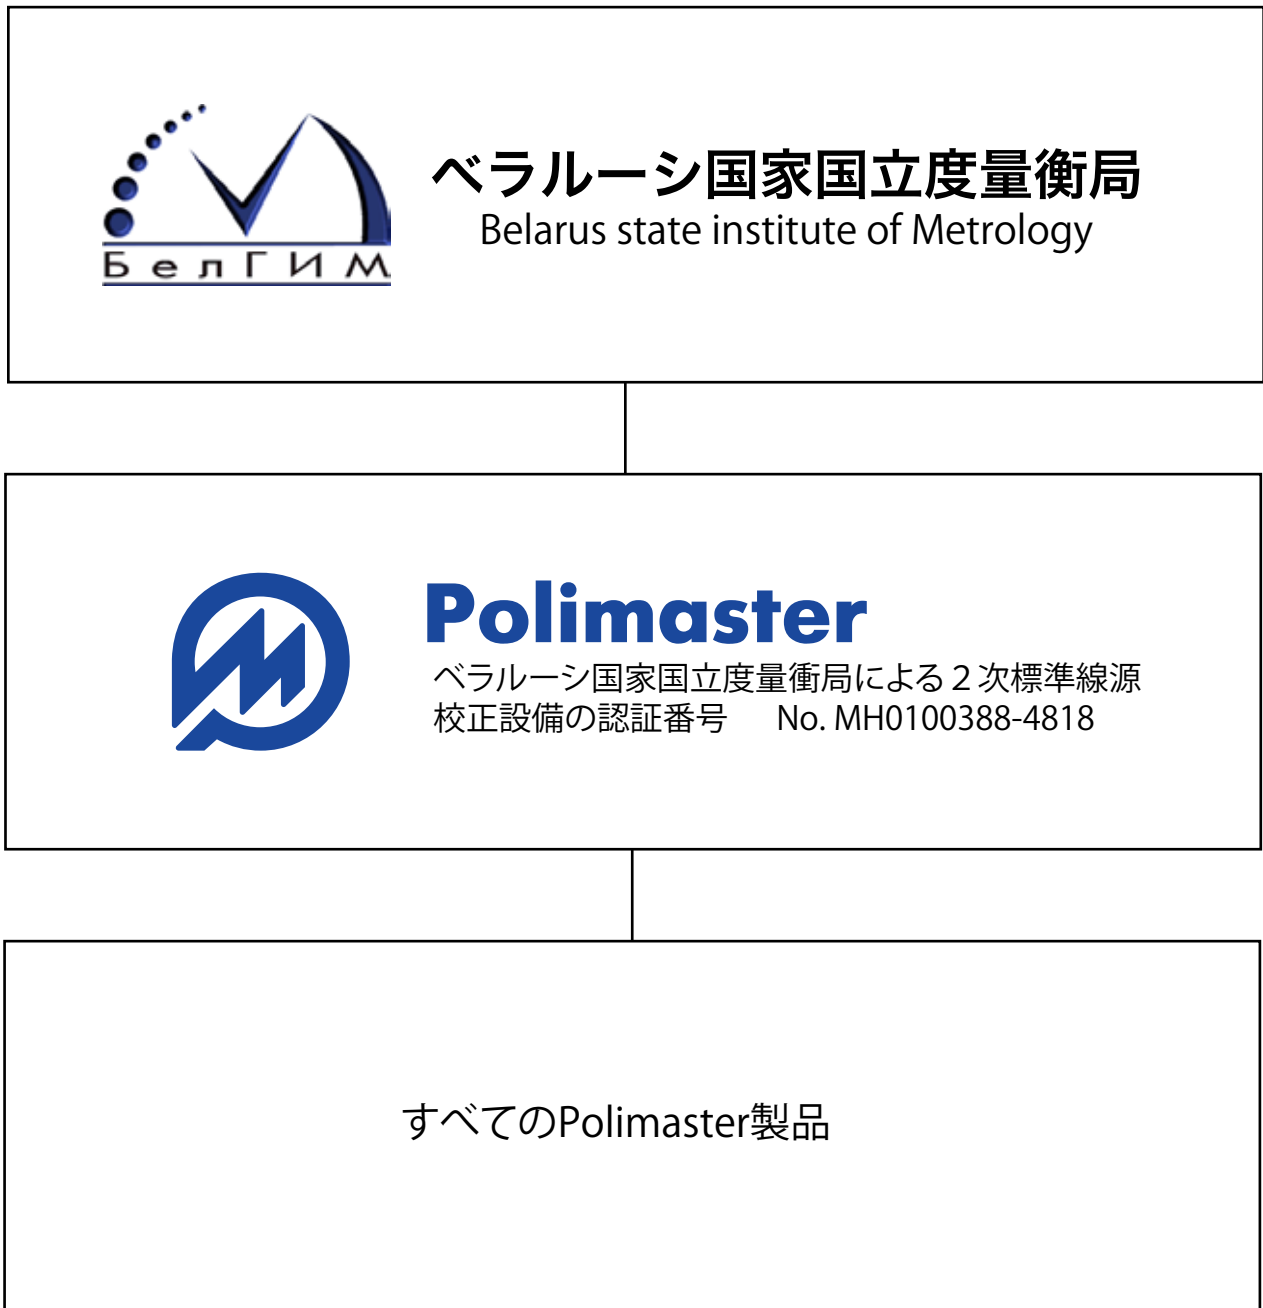 БелГИМ
ベラルーシ国家国立度量衡局
Belarus state institute of Metrology
Polimaster
ベラルーシ国家国立度量衡局による２次標準線源
校正設備の認証番号 No. MH0100388-4818
すべてのPolimaster製品